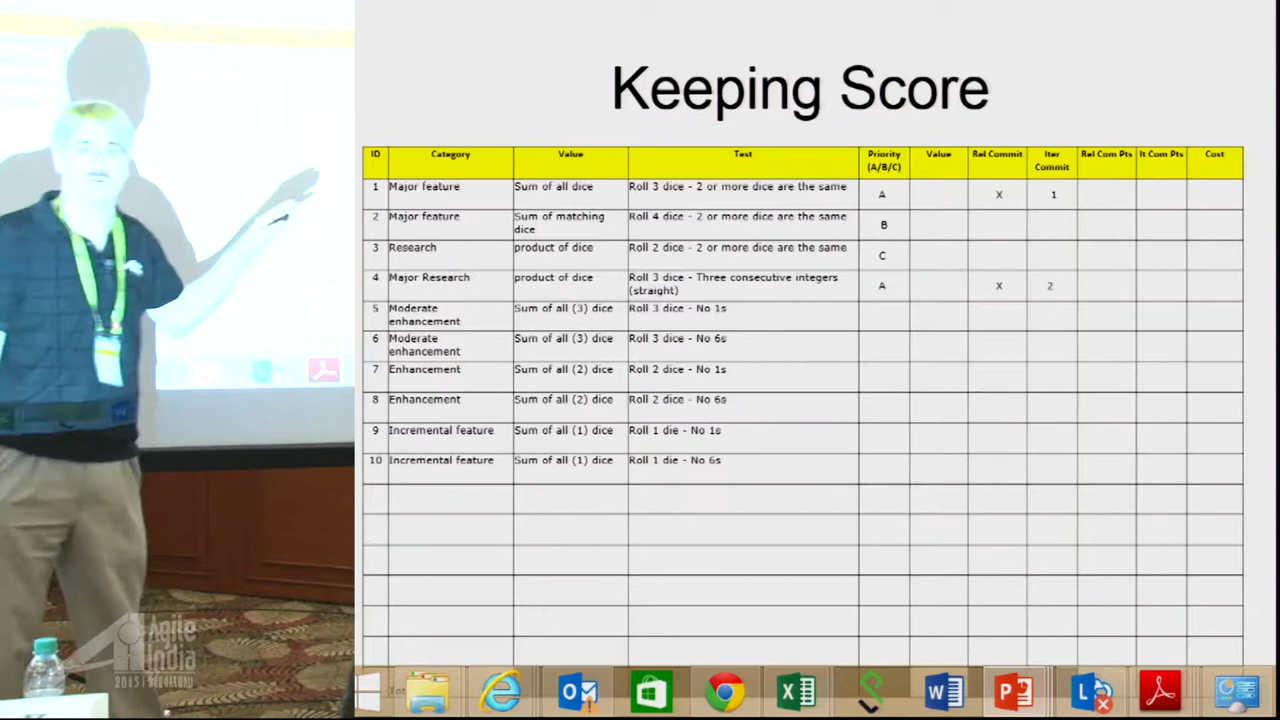 Keeping Score
ID Category Value Test Priority (A/B/C) Value Rel Commit Iter Commit Rel Com Pts It Com Pts Cost
1 Major feature Sum of all dice Roll 3 dice - 2 or more dice are the same A X 1
2 Major feature Sum of matching dice Roll 4 dice - 2 or more dice are the same B
3 Research product of dice Roll 2 dice - 2 or more dice are the same C
4 Major Research product of dice Roll 3 dice - Three consecutive integers (straight) A X 2
5 Moderate enhancement Sum of all (3) dice Roll 3 dice - No 1s
6 Moderate enhancement Sum of all (3) dice Roll 3 dice - No 6s
7 Enhancement Sum of all (2) dice Roll 2 dice - No 1s
8 Enhancement Sum of all (2) dice Roll 2 dice - No 6s
9 Incremental feature Sum of all (1) dice Roll 1 die - No 1s
10 Incremental feature Sum of all (1) dice Roll 1 die - No 6s
Agile
India
2015 | BENGALURU